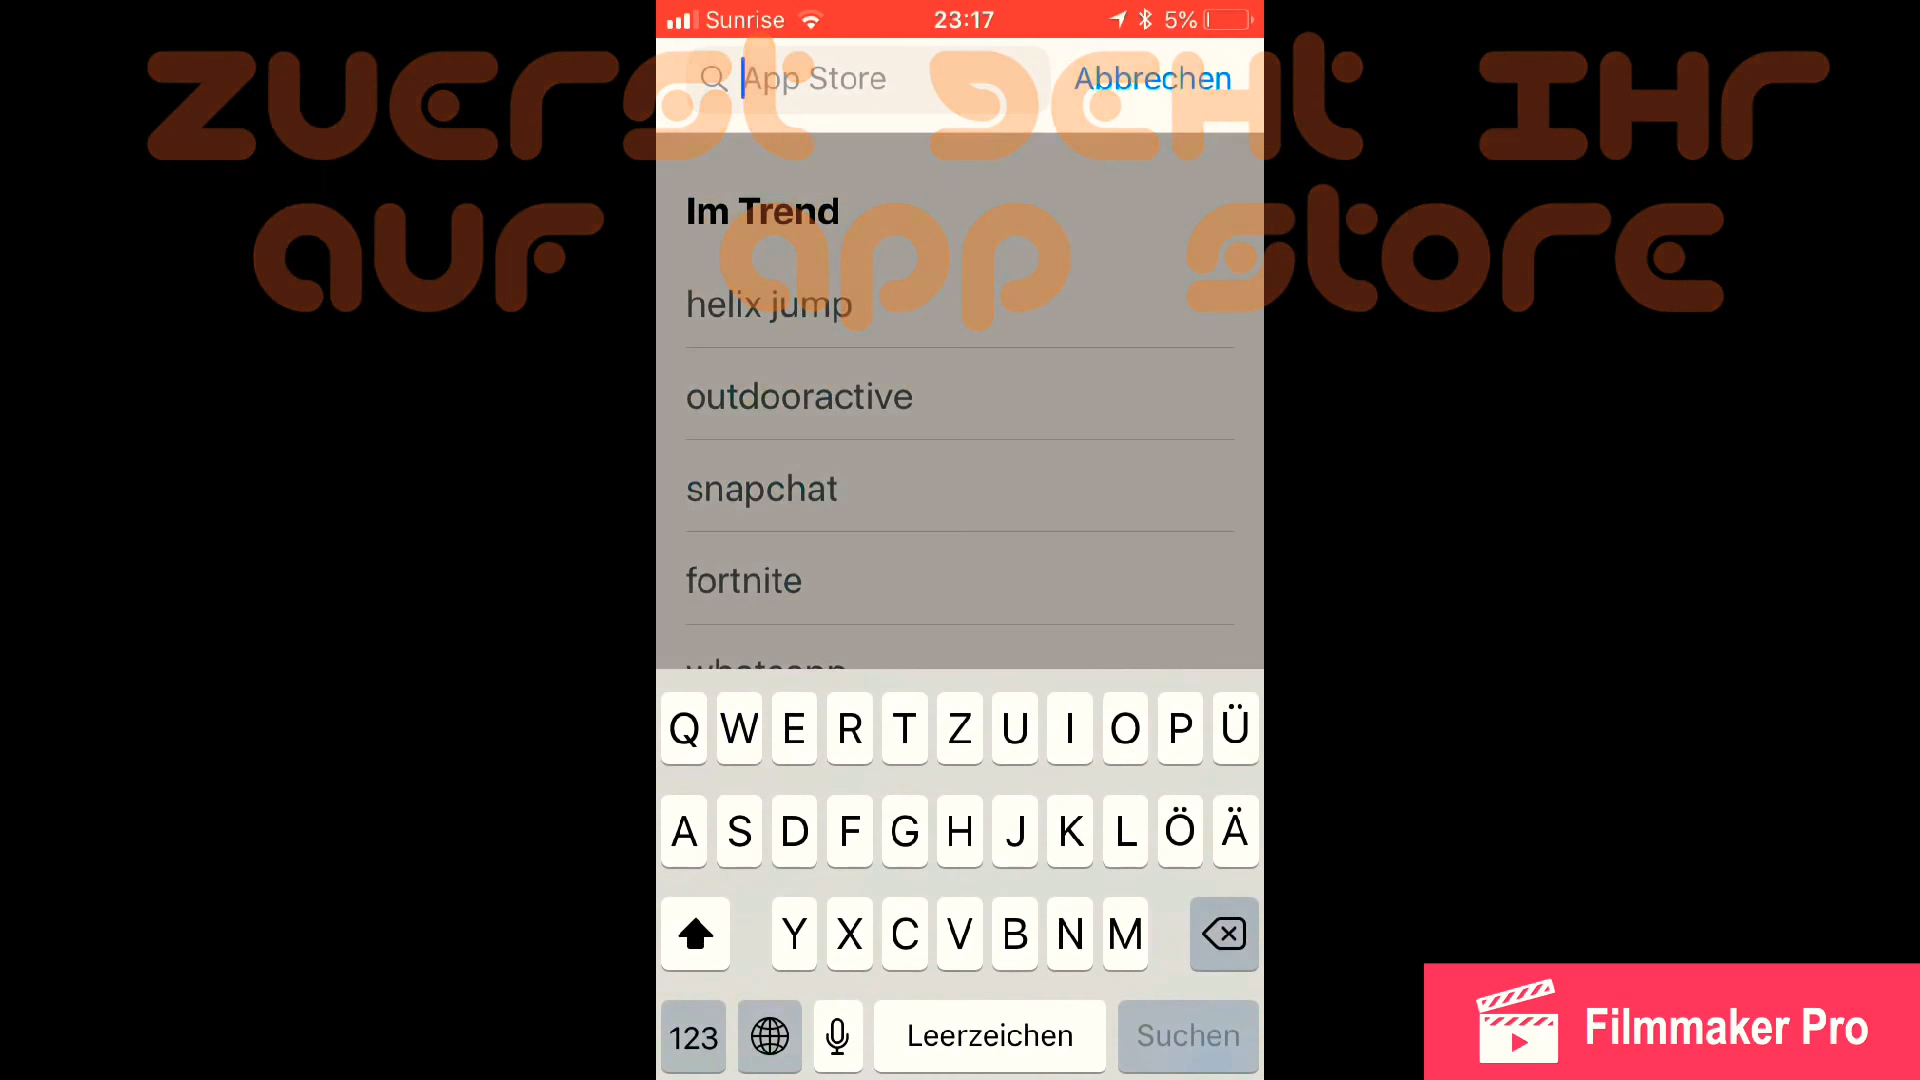 Sunrise 23:17 5%
App Store Abbrechen
ZUERST GEHT IHR
AUF APP STORE
Im Trend
helix jump
outdooractive
snapchat
fortnite
whatsapp
Q W E R T Z U I O P Ü
A S D F G H J K L Ö Ä
Y X C V B N M
123 Leerzeichen Suchen
Filmmaker Pro